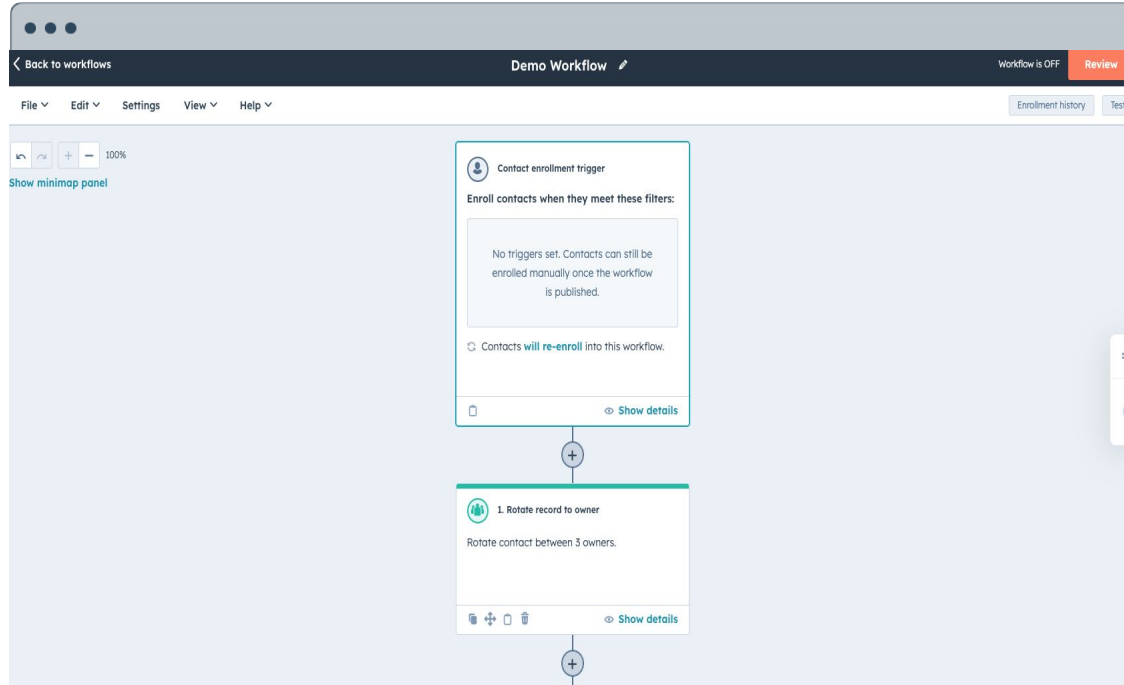 Back to workflows
Demo Workflow
Workflow is OFF
Review
File
Edit
Settings
View
Help
Enrollment history
100%
Show minimap panel
Contact enrollment trigger
Enroll contacts when they meet these filters:
No triggers set. Contacts can still be
enrolled manually once the workflow
is published.
Contacts will re-enroll into this workflow.
Show details
1. Rotate record to owner
Rotate contact between 3 owners.
Show details